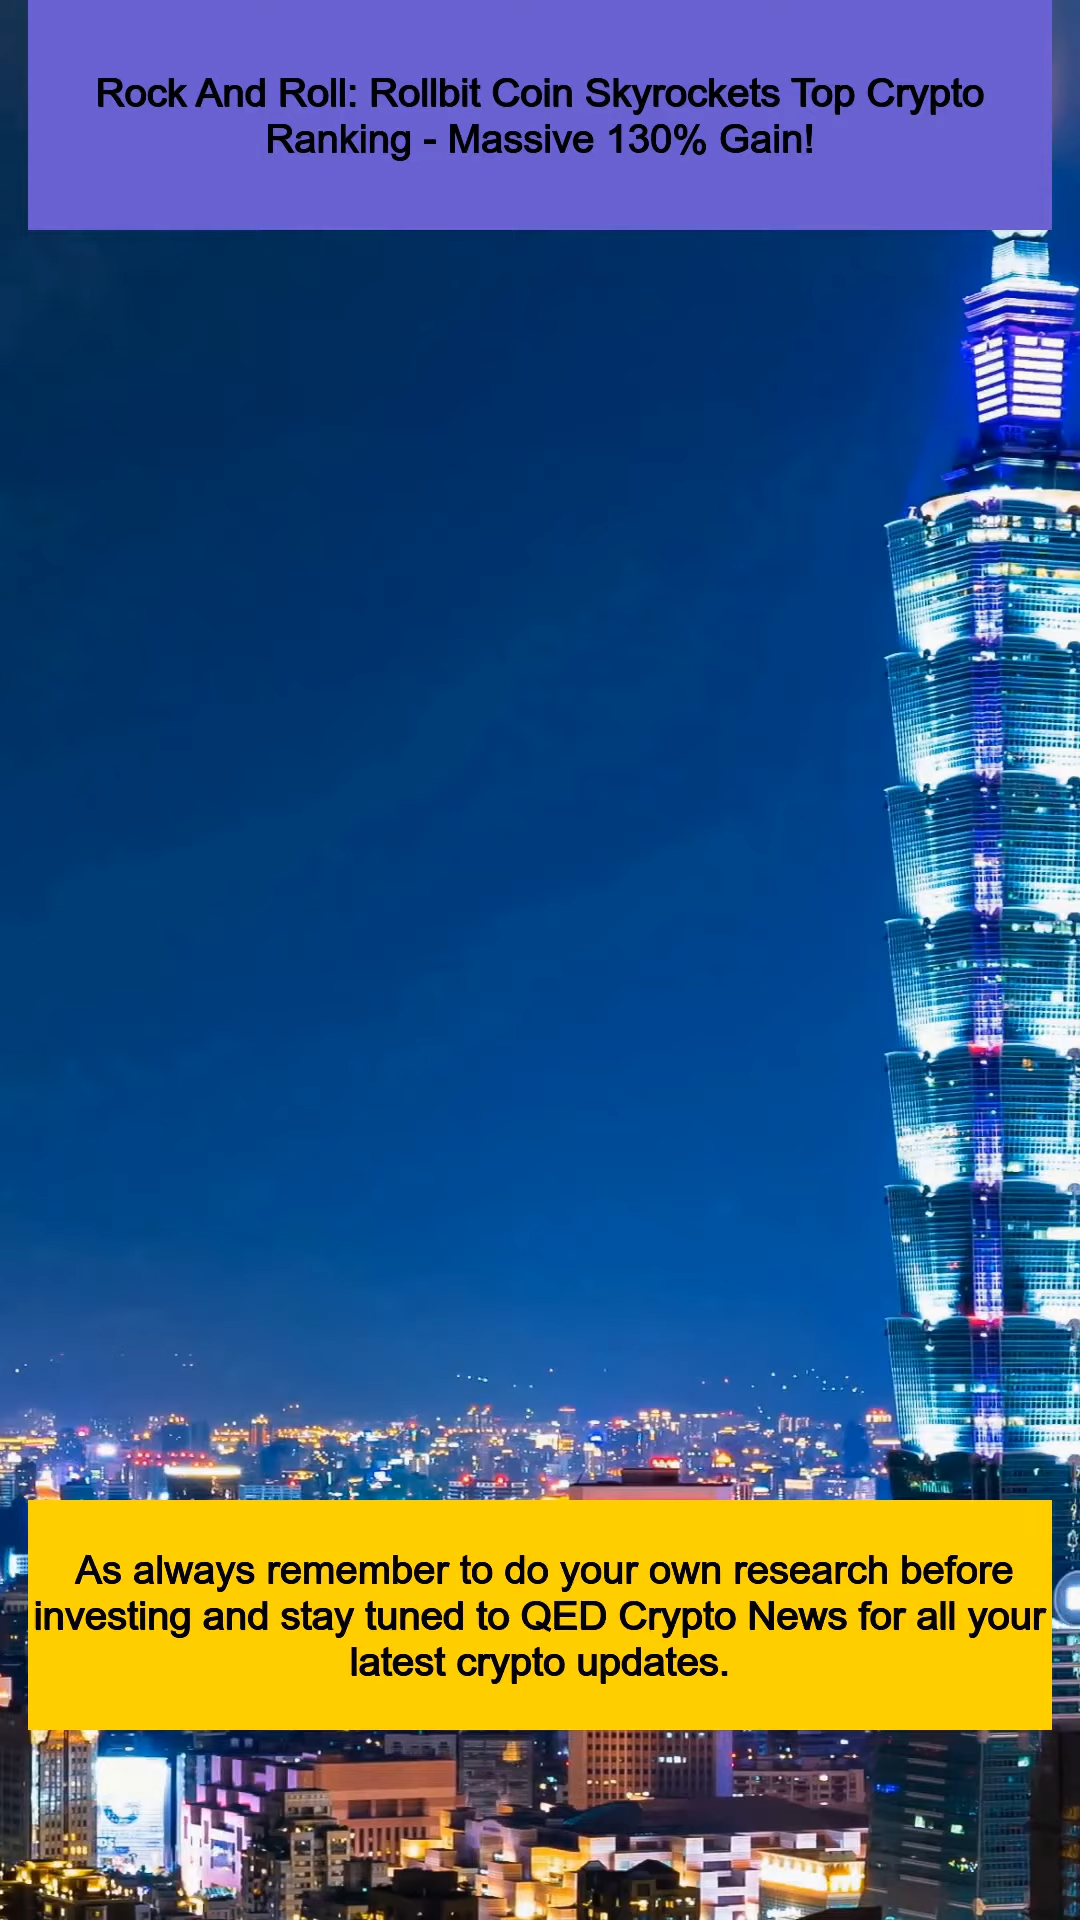 Rock And Roll: Rollbit Coin Skyrockets Top Crypto
Ranking - Massive 130% Gain!
As always remember to do your own research before
investing and stay tuned to QED Crypto News for all your
latest crypto updates.